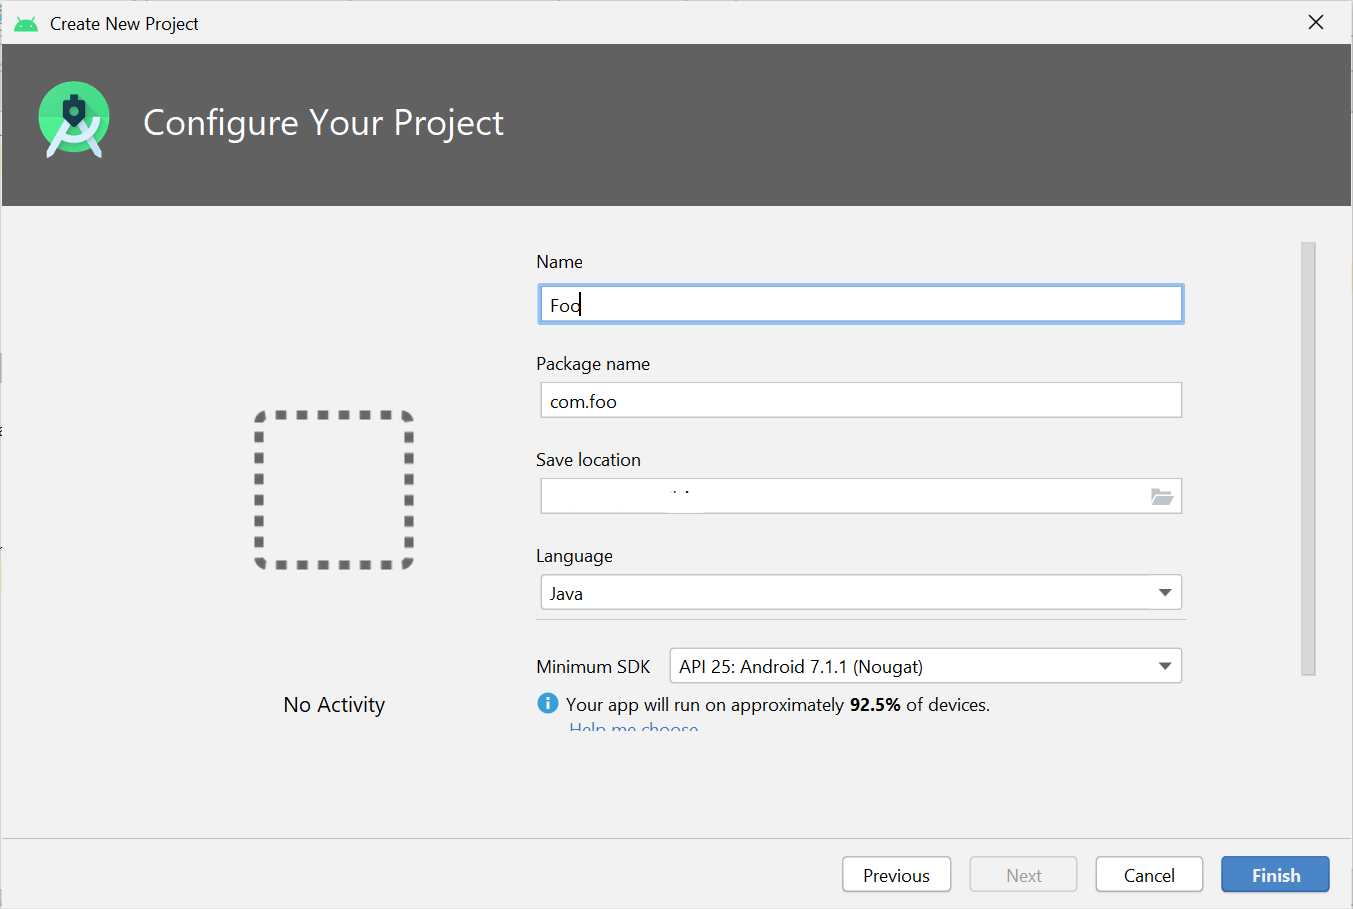 Create New Project
Configure Your Project
Name
Foo
Package name
com.foo
Save location
Language
Java
Minimum SDK API 25: Android 7.1.1 (Nougat)
Your app will run on approximately 92.5% of devices.
Help me choose
No Activity
Previous Next Cancel Finish